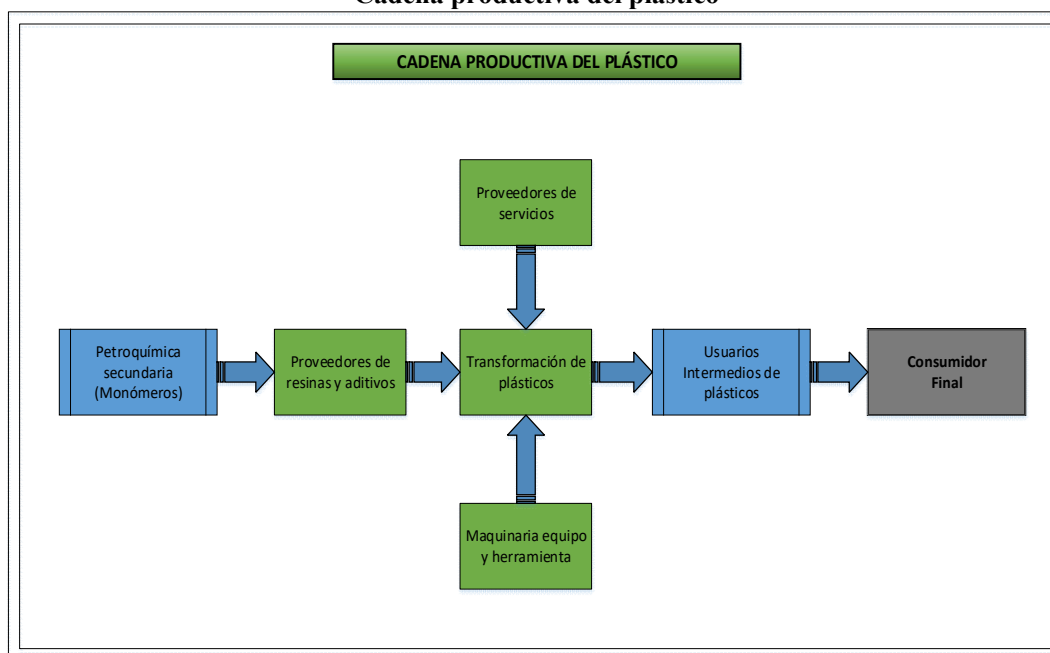 Cadena productiva del plástico
CADENA PRODUCTIVA DEL PLÁSTICO
Proveedores de
servicios
Petroquímica
secundaria
(Monómeros)
Proveedores de
resinas y aditivos
Transformación de
plásticos
Usuarios
Intermedios de
plásticos
Consumidor
Final
Maquinaria equipo
y herramienta